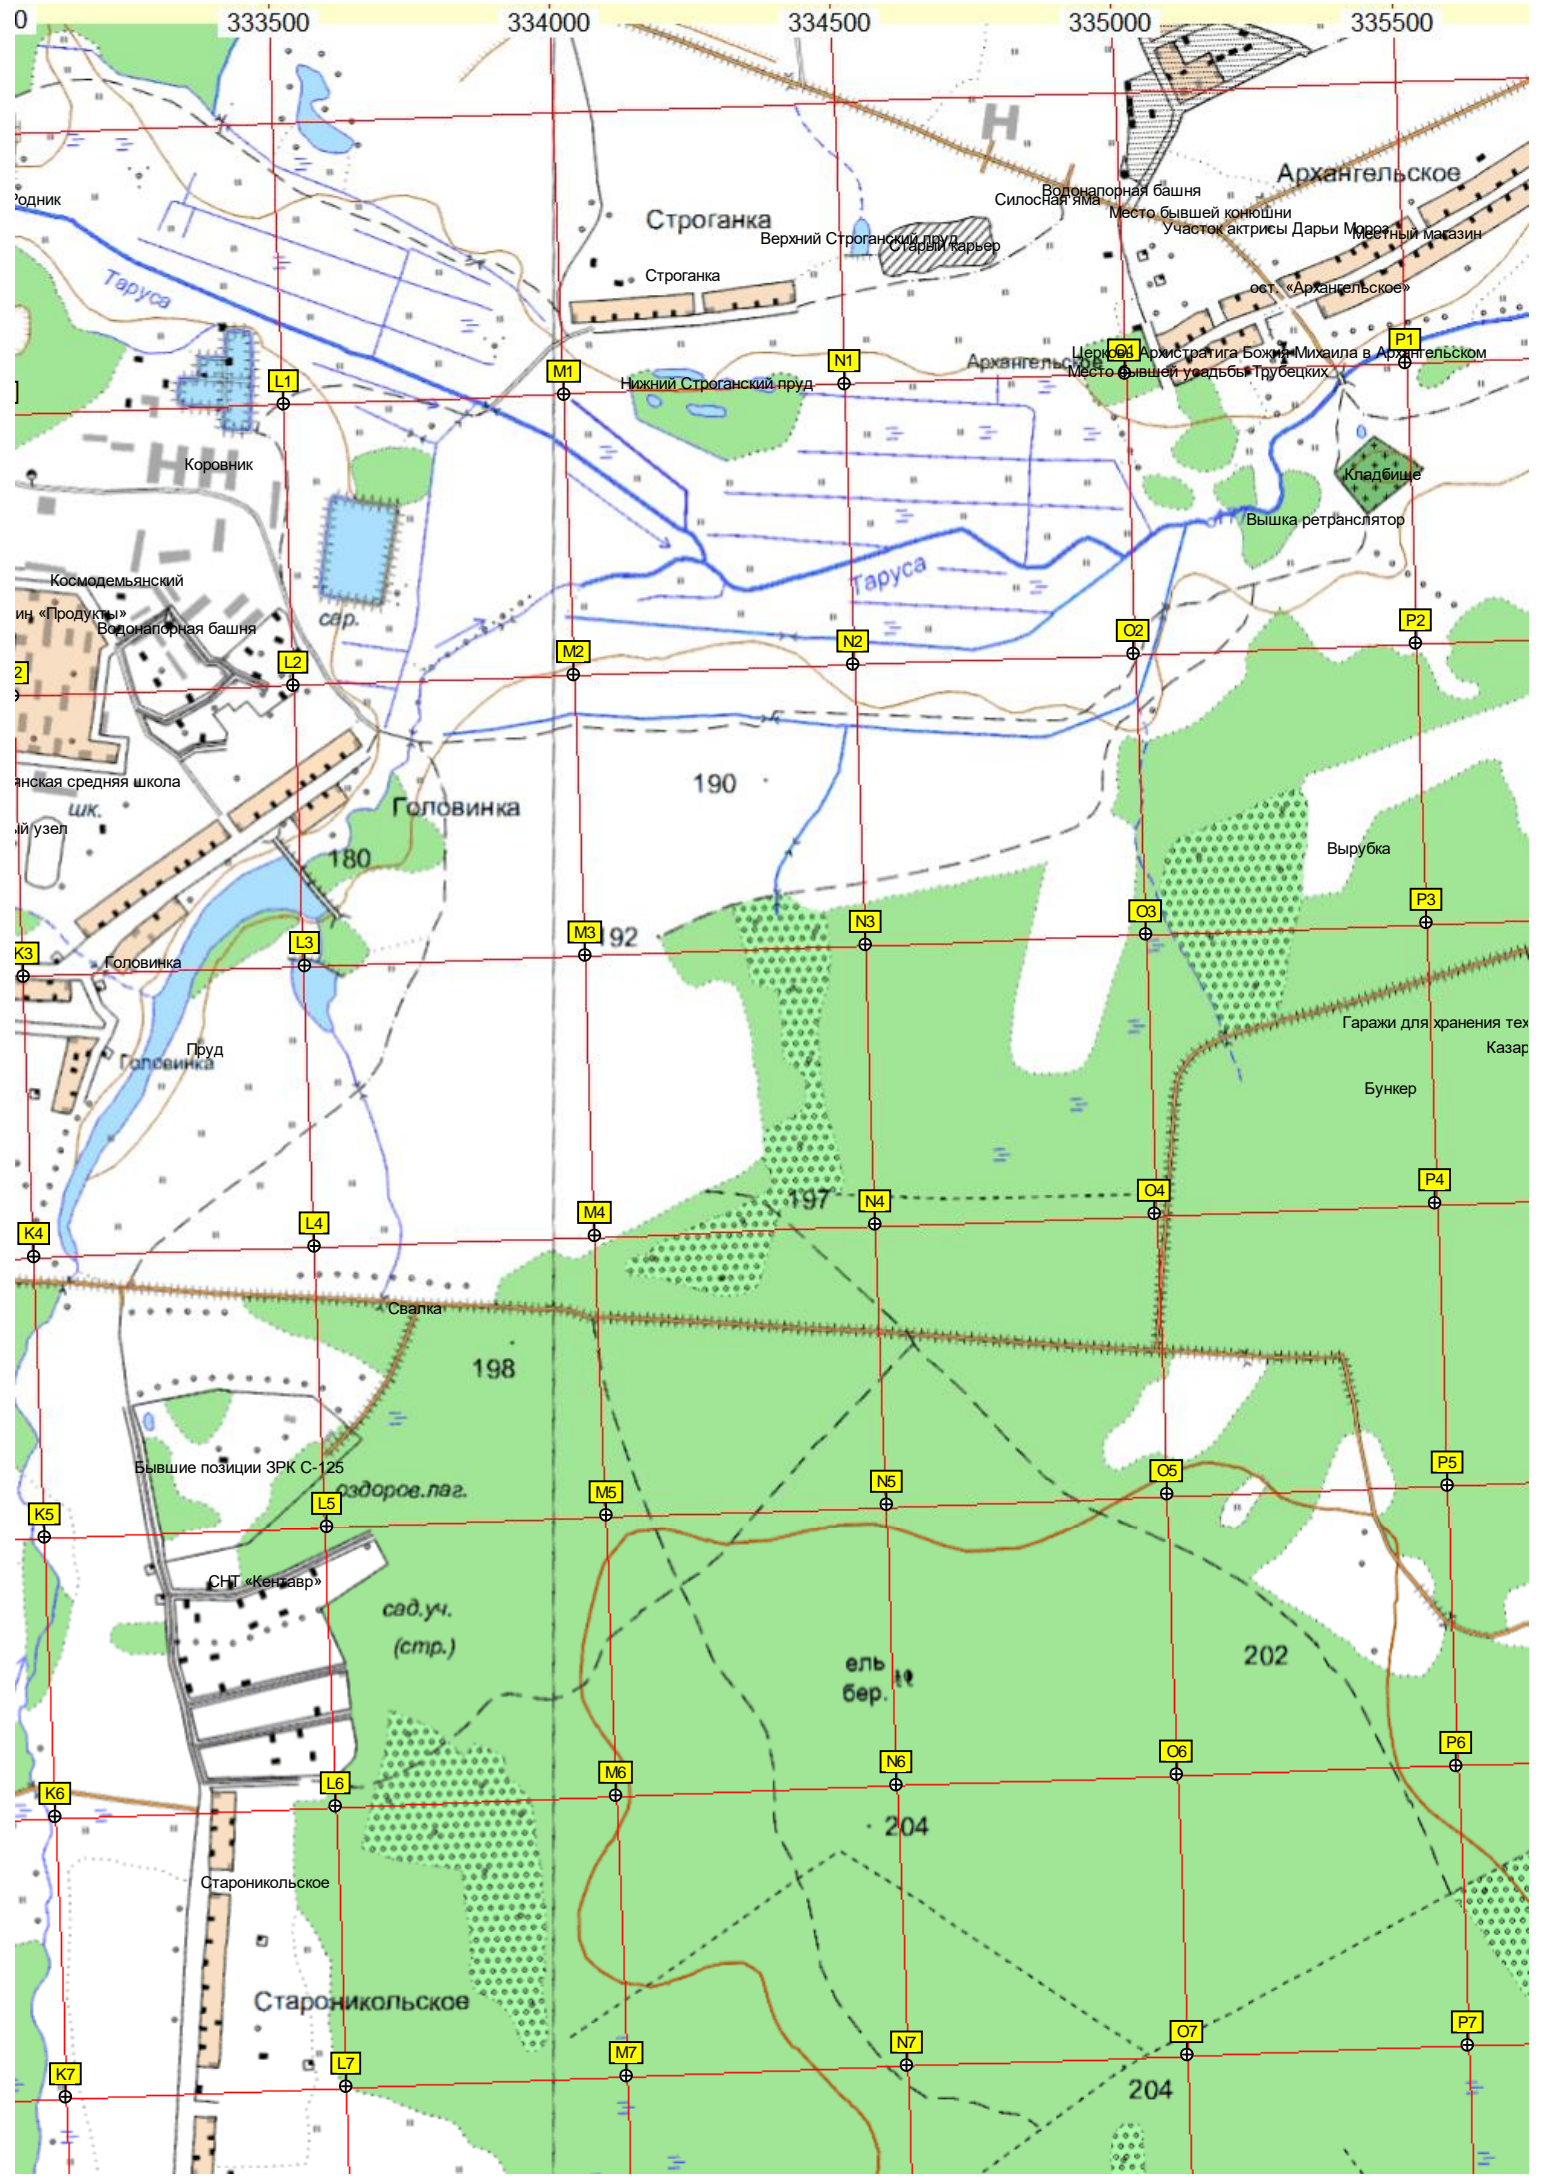 0 333500 334000 334500 335000 335500
Архангельское
Водонапорная башня
Силосная яма
Родник
Место бывшей конюшни
Строганка
Участок актрисы Дарьи Мороз
Местный магазин
Верхний Строганский пруд
Старый карьер
Строганка
Таруса
ост. «Архангельское»
P1
O1
N1
Церковь Архистратига Божия Михаила в Архангельском
Архангельское
M1
Место бывшей усадьбы Трубецких
L1
Нижний Строганский пруд
Коровник
Кладбище
Вышка ретранслятор
Таруса
Космодемьянский
ин «Продукты»
Водонапорная башня
сар.
P2
O2
N2
M2
L2
2
190
янская средняя школа
шк.
Головинка
ый узел
180
Вырубка
P3
O3
N3
M3
192
L3
K3
Головинка
Гаражи для хранения тех
Казар
Пруд
Головинка
Бункер
P4
O4
197
N4
M4
L4
K4
Свалка
198
Бывшие позиции ЗРК С-125
P5
O5
N5
оздоров.лаг.
M5
L5
K5
СНТ «Кентавр»
сад.уч.
(стр.)
202
ель
бер.
P6
O6
N6
M6
L6
K6
204
Староникольское
Староникольское
P7
O7
N7
M7
L7
K7
204